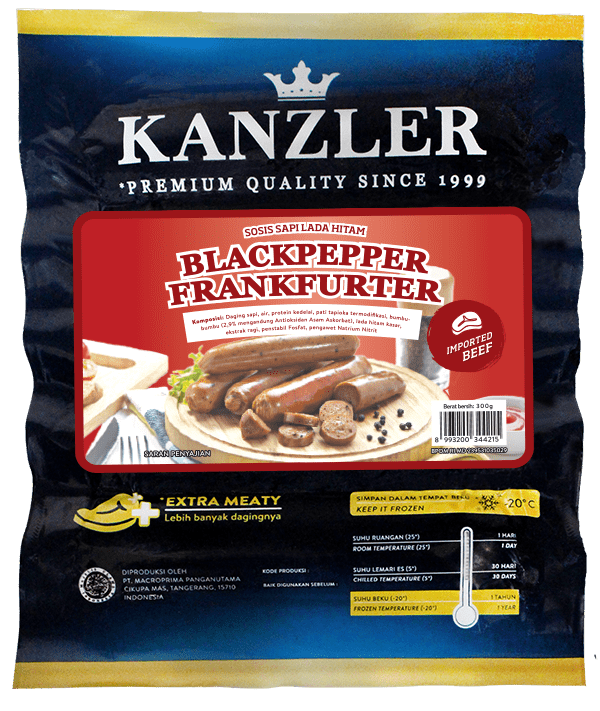 KANZLER
*PREMIUM QUALITY SINCE 1999
SOSIS SAPI LADA HITAM
BLACKPEPPER
FRANKFURTER
Komposisi: Daging sapi, air, protein kedelai, pati tapioka termodifikasi, bumbu-
bumbu (2,9% mengandung Antioksidan Asam Askorbat), lada hitam kasar,
ekstrak ragi, penstabil Fosfat, pengawet Natrium Nitrit
IMPORTED
BEEF
Berat bersih: 300g
8 993200 344215
SARAN PENYAJIAN
*EXTRA MEATY
Lebih banyak dagingnya
SIMPAN DALAM TEMPAT BEKU
KEEP IT FROZEN
-20°C
SUHU RUANGAN (25°) 1 HARI
ROOM TEMPERATURE (25°) 1 DAY
SUHU LEMARI ES (5°) 30 HARI
CHILLED TEMPERATURE (5°) 30 DAYS
SUHU BEKU (-20°) 1 TAHUN
FROZEN TEMPERATURE (-20°) 1 YEAR
DIPRODUKSI OLEH
PT. MACROPRIMA PANGANUTAMA
CIKUPA MAS, TANGERANG, 15710
INDONESIA
KODE PRODUKSI :
BAIK DIGUNAKAN SEBELUM :